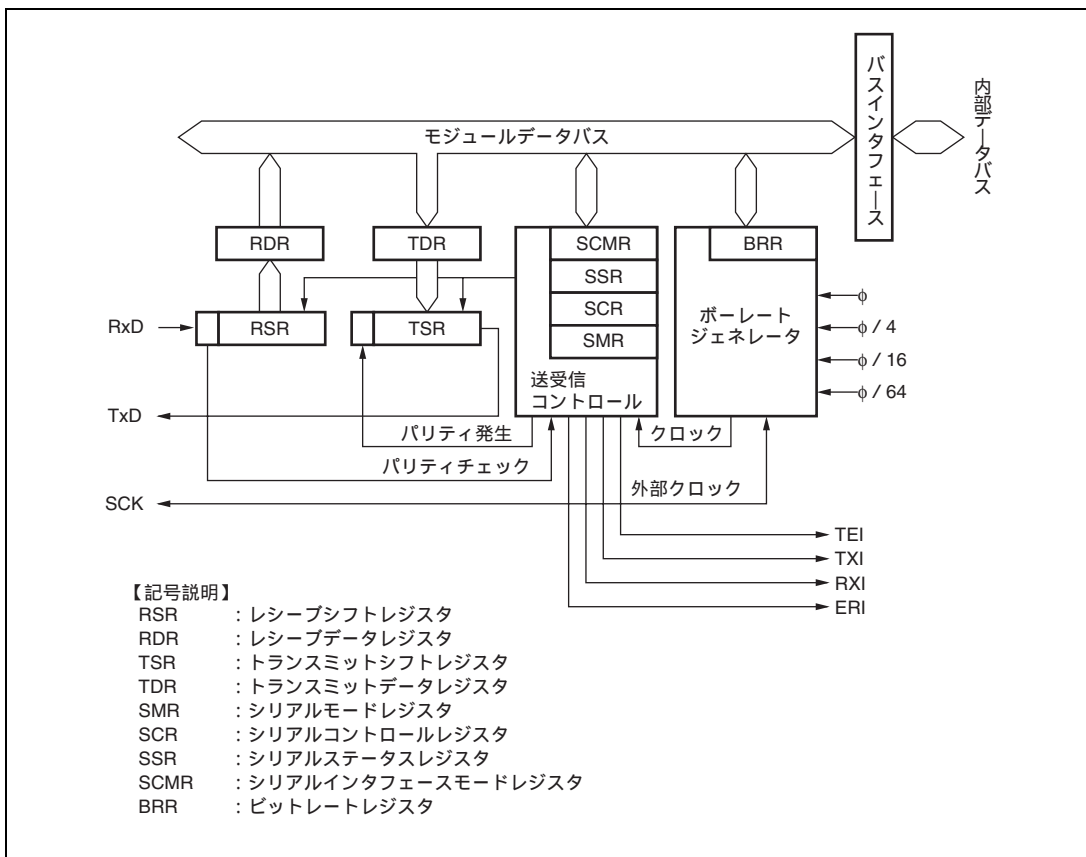 バスインタフェース
内部データバス
モジュールデータバス
RDR
TDR
SCMR
BRR
SSR
SCR
SMR
RxD
RSR
TSR
ボーレート
ジェネレータ
φ
φ / 4
φ / 16
φ / 64
送受信
コントロール
TxD
パリティ発生
クロック
パリティチェック
外部クロック
SCK
TEI
TXI
RXI
ERI
【記号説明】
RSR : レシーブシフトレジスタ
RDR : レシーブデータレジスタ
TSR : トランスミットシフトレジスタ
TDR : トランスミットデータレジスタ
SMR : シリアルモードレジスタ
SCR : シリアルコントロールレジスタ
SSR : シリアルステータスレジスタ
SCMR : シリアルインタフェースモードレジスタ
BRR : ビットレートレジスタ